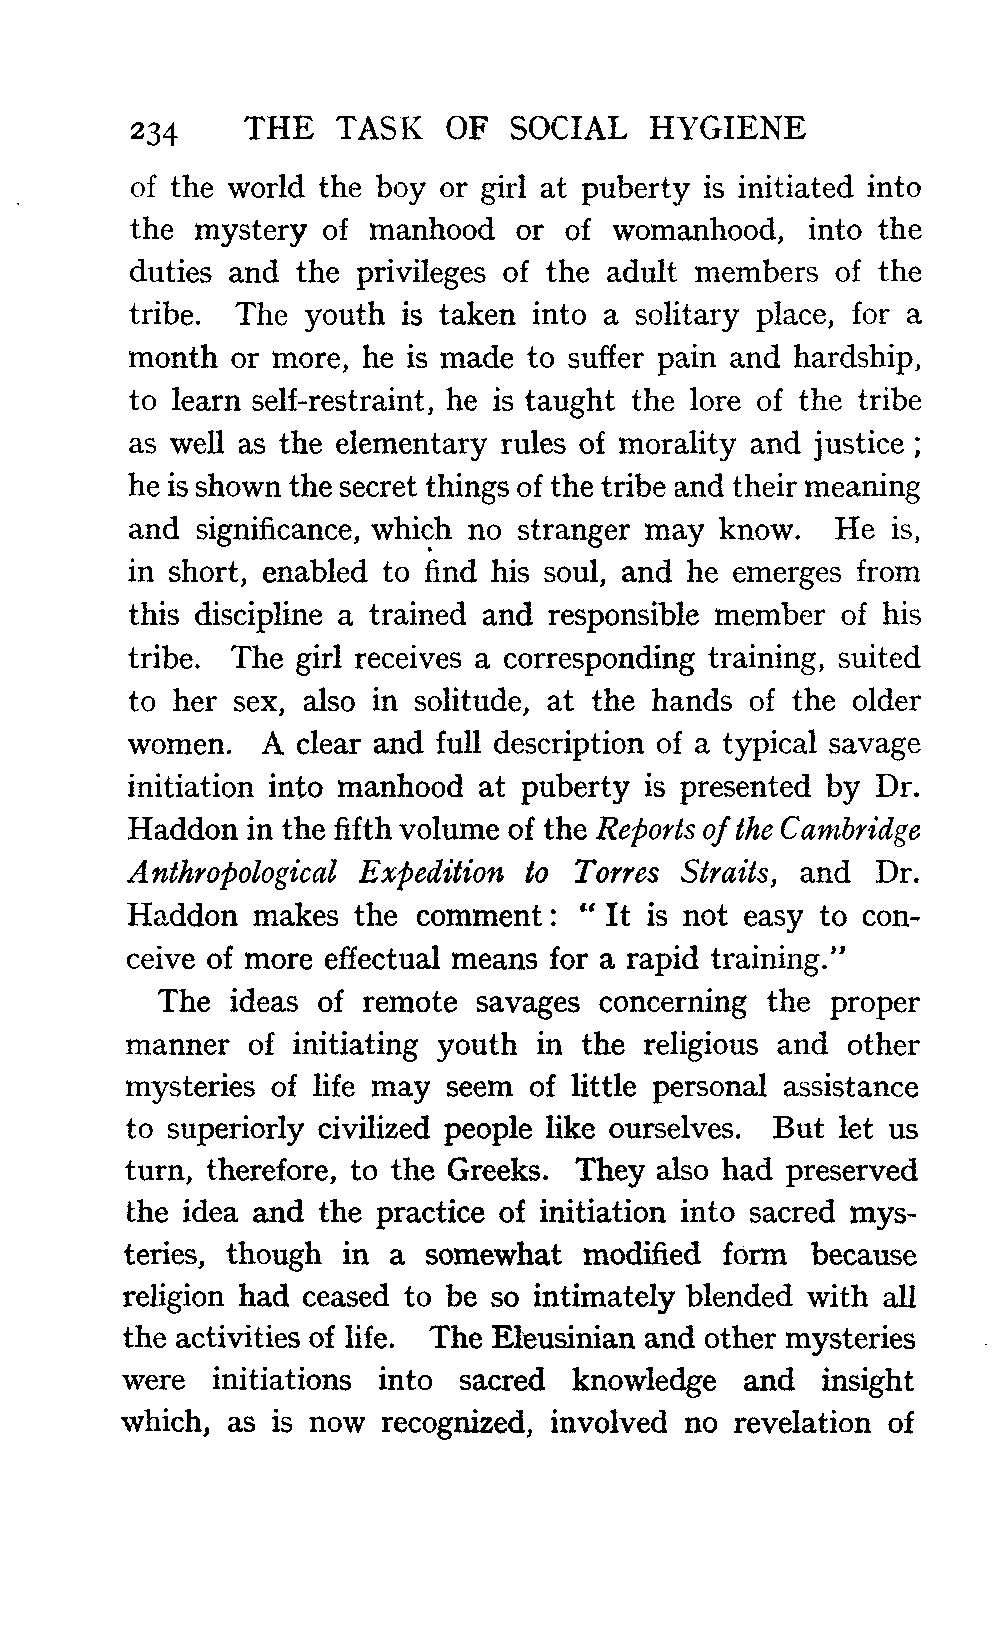 234 THE TASK OF SOCIAL HYGIENE
of the world the boy or girl at puberty is initiated into
the mystery of manhood or of womanhood, into the
duties and the privileges of the adult members of the
tribe. The youth is taken into a solitary place, for a
month or more, he is made to suffer pain and hardship,
to learn self-restraint, he is taught the lore of the tribe
as well as the elementary rules of morality and justice ;
he is shown the secret things of the tribe and their meaning
and significance, which no stranger may know. He is,
in short, enabled to find his soul, and he emerges from
this discipline a trained and responsible member of his
tribe. The girl receives a corresponding training, suited
to her sex, also in solitude, at the hands of the older
women. A clear and full description of a typical savage
initiation into manhood at puberty is presented by Dr.
Haddon in the fifth volume of the Reports of the Cambridge
Anthropological Expedition to Torres Straits, and Dr.
Haddon makes the comment: “ It is not easy to con-
ceive of more effectual means for a rapid training.”
The ideas of remote savages concerning the proper
manner of initiating youth in the religious and other
mysteries of life may seem of little personal assistance
to superiorly civilized people like ourselves. But let us
turn, therefore, to the Greeks. They also had preserved
the idea and the practice of initiation into sacred mys-
teries, though in a somewhat modified form because
religion had ceased to be so intimately blended with all
the activities of life. The Eleusinian and other mysteries
were initiations into sacred knowledge and insight
which, as is now recognized, involved no revelation of